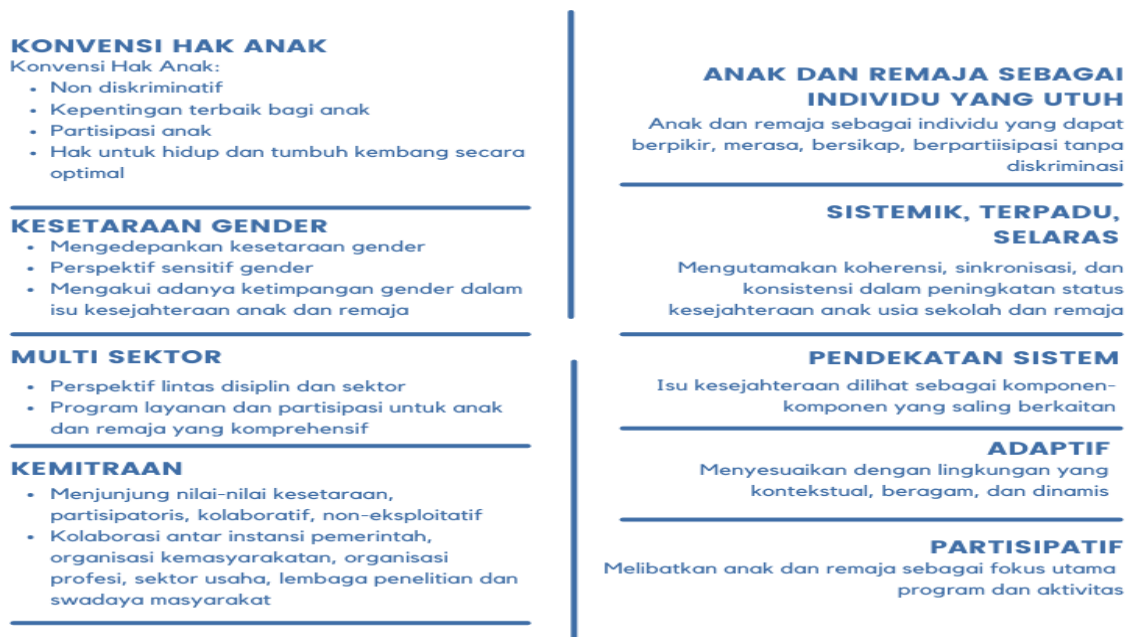 KONVENSI HAK ANAK
Konvensi Hak Anak:
• Non diskriminatif
• Kepentingan terbaik bagi anak
• Partisipasi anak
• Hak untuk hidup dan tumbuh kembang secara
optimal
KESETARAAN GENDER
• Mengedepankan kesetaraan gender
• Perspektif sensitif gender
• Mengakui adanya ketimpangan gender dalam
isu kesejahteraan anak dan remaja
MULTI SEKTOR
• Perspektif lintas disiplin dan sektor
• Program layanan dan partisipasi untuk anak
dan remaja yang komprehensif
KEMITRAAN
• Menjunjung nilai-nilai kesetaraan,
partisipatoris, kolaboratif, non-eksploitatif
• Kolaborasi antar instansi pemerintah,
organisasi kemasyarakatan, organisasi
profesi, sektor usaha, lembaga penelitian dan
swadaya masyarakat
ANAK DAN REMAJA SEBAGAI
INDIVIDU YANG UTUH
Anak dan remaja sebagai individu yang dapat
berpikir, merasa, bersikap, berpartiisipasi tanpa
diskriminasi
SISTEMIK, TERPADU,
SELARAS
Mengutamakan koherensi, sinkronisasi, dan
konsistensi dalam peningkatan status
kesejahteraan anak usia sekolah dan remaja
PENDEKATAN SISTEM
Isu kesejahteraan dilihat sebagai komponen-
komponen yang saling berkaitan
ADAPTIF
Menyesuaikan dengan lingkungan yang
kontekstual, beragam, dan dinamis
PARTISIPATIF
Melibatkan anak dan remaja sebagai fokus utama
program dan aktivitas